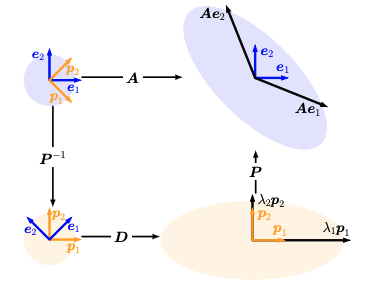 e₂
p₂
e₁
p₁
A
Ae₂
e₂
e₁
Ae₁
P⁻¹
P
e₂
p₂
e₁
p₁
D
λ₂p₂
p₂
λ₁p₁
p₁